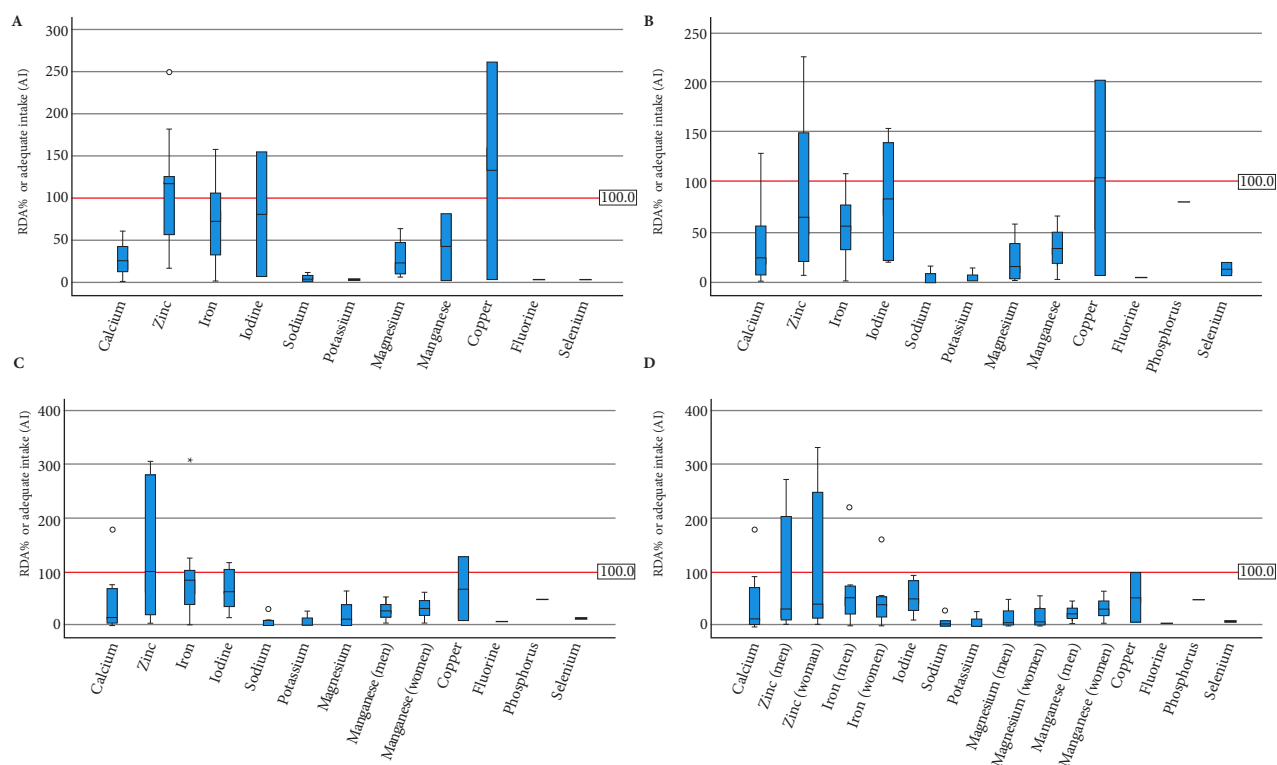 A
RDA% or adequate intake (AI)
300
250
200
150
100
50
0
100.0
Calcium
Zinc
Iron
Iodine
Sodium
Potassium
Magnesium
Manganese
Copper
Fluorine
Selenium
B
RDA% or adequate intake (AI)
250
200
150
100
50
0
100.0
Calcium
Zinc
Iron
Iodine
Sodium
Potassium
Magnesium
Manganese
Copper
Fluorine
Phosphorus
Selenium
C
RDA% or adequate intake (AI)
400
300
200
100
0
100.0
Calcium
Zinc
Iron
Iodine
Sodium
Potassium
Magnesium
Manganese (men)
Manganese (women)
Copper
Fluorine
Phosphorus
Selenium
D
RDA% or adequate intake (AI)
400
300
200
100
0
100.0
Calcium
Zinc (men)
Zinc (woman)
Iron (men)
Iron (women)
Iodine
Sodium
Potassium
Magnesium (men)
Magnesium (women)
Manganese (men)
Manganese (women)
Copper
Fluorine
Phosphorus
Selenium